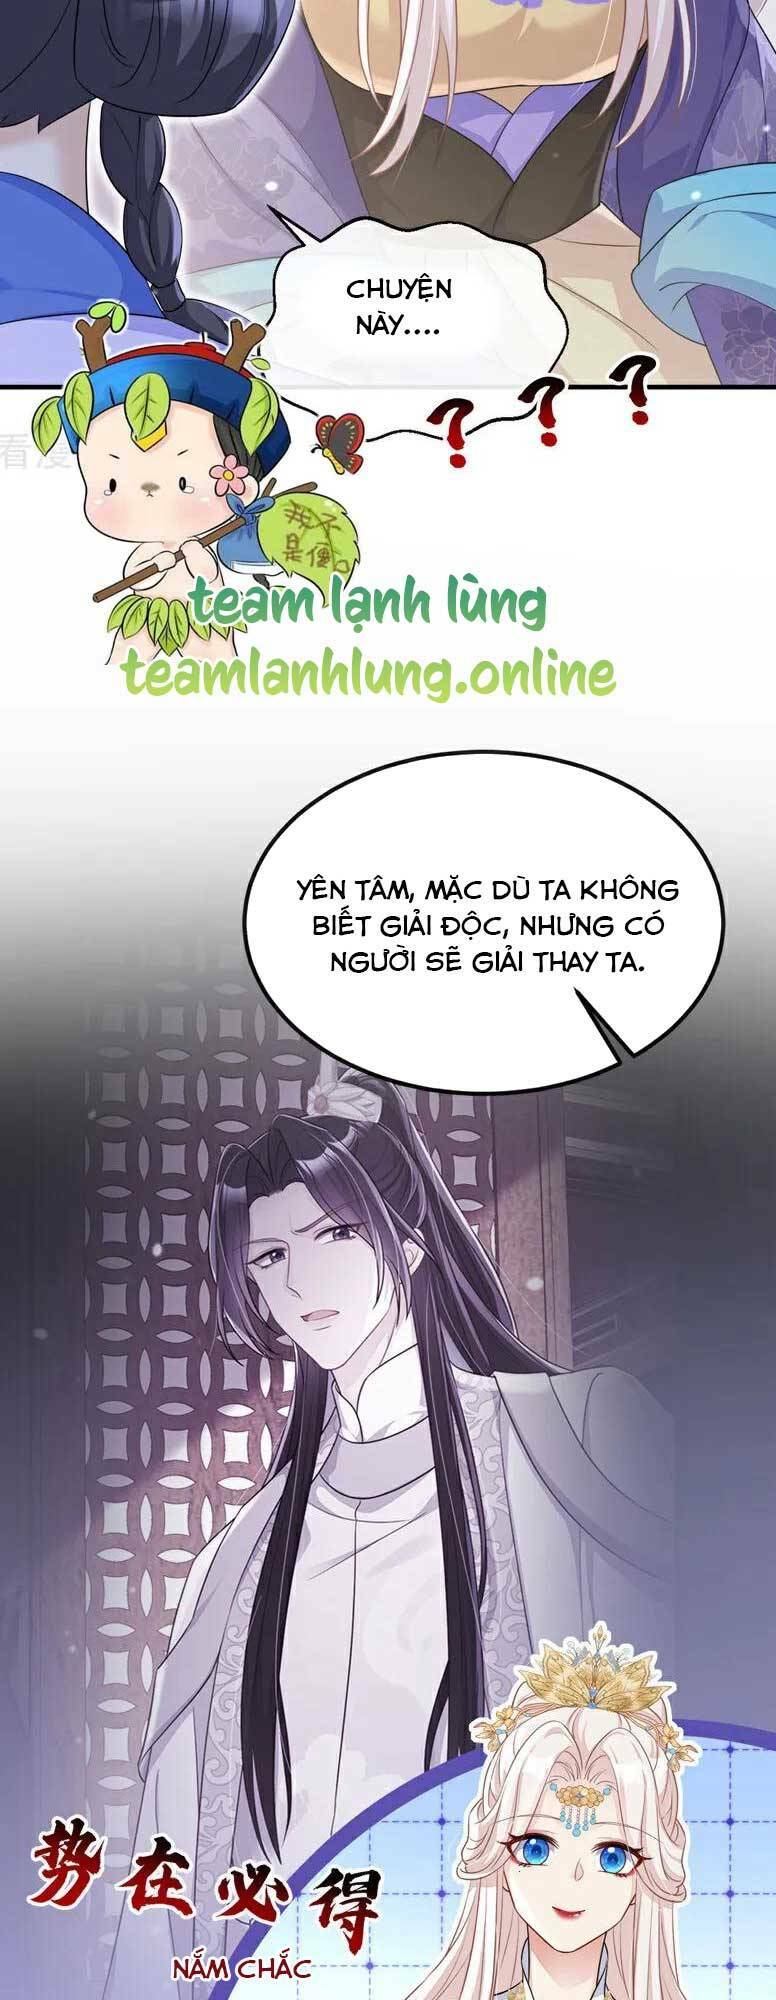 CHUYỆN
NÀY....
? ? ?
看漫
我不
是僵
team lạnh lùng
teamlanhlung.online
YÊN TÂM, MẶC DÙ TA KHÔNG
BIẾT GIẢI ĐỘC, NHƯNG CÓ
NGƯỜI SẼ GIẢI THAY TA.
势在必得
NẮM CHẮC